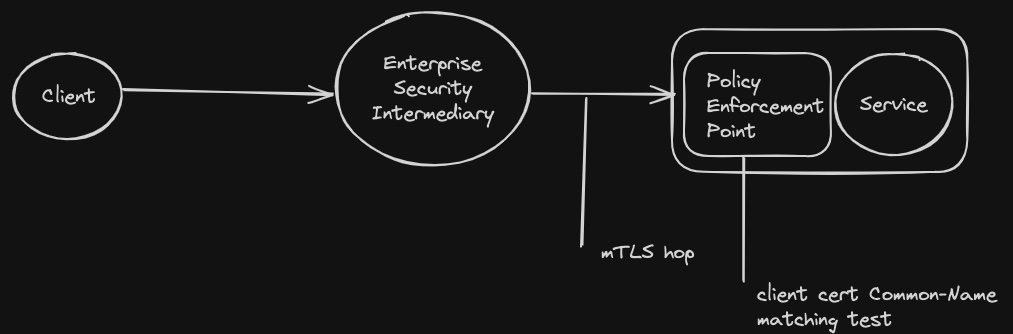 Client
Enterprise
Security
Intermediary
Policy
Enforcement
Point
Service
mTLS hop
client cert Common-Name
matching test